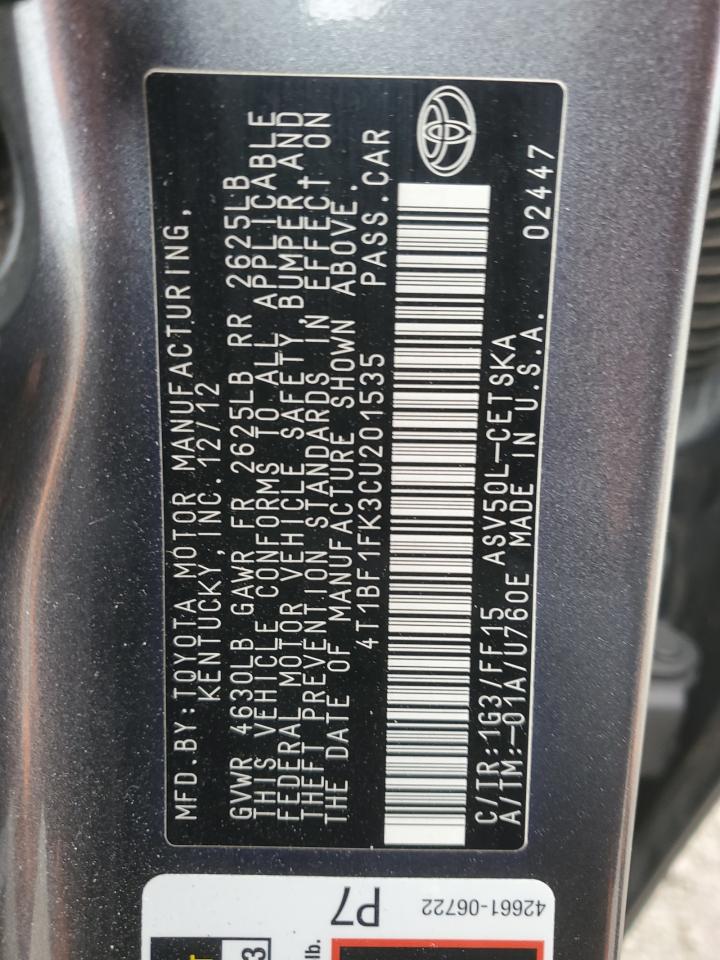 MFD.BY:TOYOTA MOTOR MANUFACTURING,
KENTUCKY,INC.12/12
GVWR 4630LB GAWR FR 2625LB RR 2625LB
THIS VEHICLE CONFORMS TO ALL APPLICABLE
FEDERAL MOTOR VEHICLE SAFETY, BUMPER,AND
THEFT PREVENTION STANDARDS IN EFFECT ON
THE DATE OF MANUFACTURE SHOWN ABOVE.
4T1BF1FK3CU201535 PASS.CAR
C/TR:1G3/FF15 ASV50L-CETSKA 02447
A/TM:-01A/U760E MADE IN U.S.A.
P7
42661-06722
lb.
3